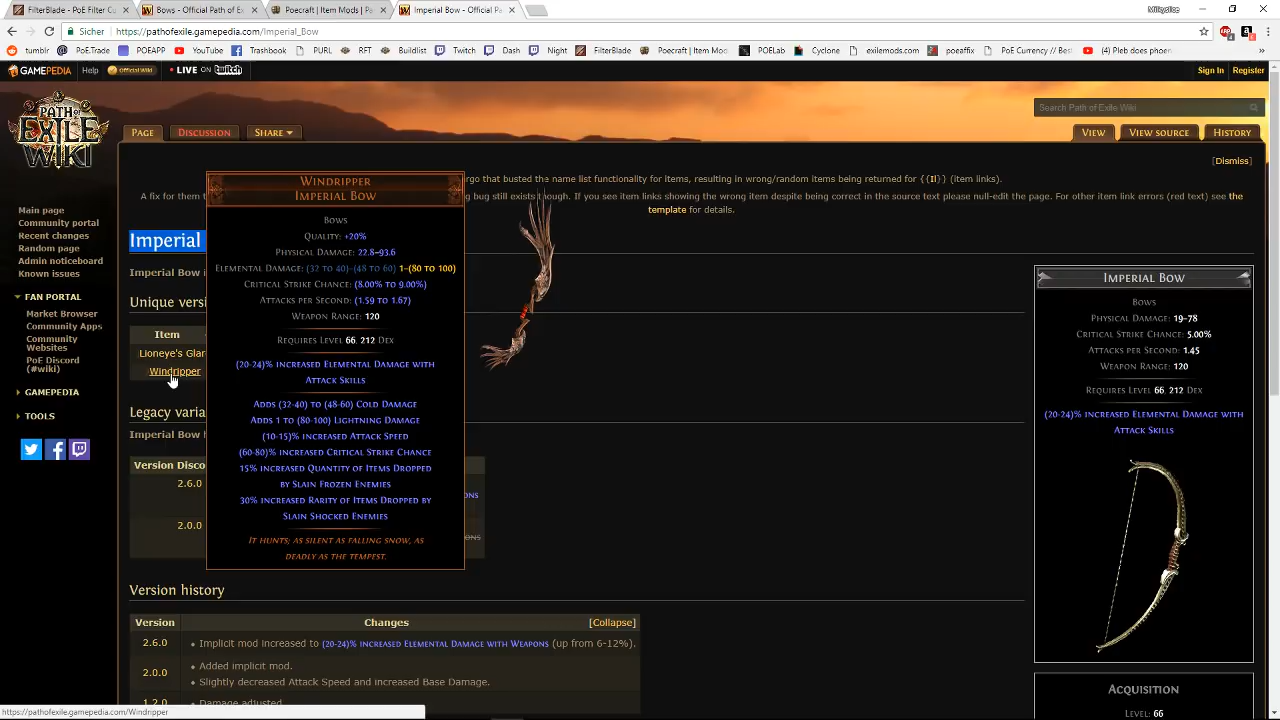 FilterBlade - PoE Filter Cu
Bows - Official Path of Ex
Poecraft | Item Mods | Pa
Imperial Bow - Official P
Milkydice
Sicher https://pathofexile.gamepedia.com/Imperial_Bow
tumblr PoE.Trade POEAPP YouTube Trashbook PURL RFT Buildlist Twitch Dash Night FilterBlade Poecraft | Item Mod POELab Cyclone exilemods.com poeaffix PoE Currency // Best (4) Pleb does phoen »
GAMEPEDIA Help Official Wiki LIVE ON twitch Sign In Register
PATH OF EXILE WIKI
Search Path of Exile Wiki
PAGE DISCUSSION SHARE VIEW VIEW SOURCE HISTORY
[Dismiss]
rgo that busted the name list functionality for items, resulting in wrong/random items being returned for {{Il}} (item links).
A fix for them ing bug still exists though. If you see item links showing the wrong item despite being correct in the source text please null-edit the page. For other item link errors (red text) see the
template for details.
Main page
Community portal
Recent changes
Random page
Admin noticeboard
Known issues
FAN PORTAL
Market Browser
Community Apps
Community
Websites
PoE Discord
(#wiki)
GAMEPEDIA
TOOLS
Imperial
Imperial Bow i
Unique versi
Item
Lioneye's Glar
Windripper
Legacy varia
Imperial Bow h
Version Disco
2.6.0
ONS
2.0.0
PONS
Windripper
Imperial Bow
Bows
Quality: +20%
Physical Damage: 22.8–93.6
Elemental Damage: (32 to 40)–(48 to 60) 1–(80 to 100)
Critical Strike Chance: (8.00% to 9.00%)
Attacks per Second: (1.59 to 1.67)
Weapon Range: 120
Requires Level 66, 212 Dex
(20-24)% increased Elemental Damage with
Attack Skills
Adds (32-40) to (48-60) Cold Damage
Adds 1 to (80-100) Lightning Damage
(10-15)% increased Attack Speed
(60-80)% increased Critical Strike Chance
15% increased Quantity of Items Dropped
by Slain Frozen Enemies
30% increased Rarity of Items Dropped by
Slain Shocked Enemies
It hunts; as silent as falling snow, as
deadly as the tempest.
Imperial Bow
Bows
Physical Damage: 19–78
Critical Strike Chance: 5.00%
Attacks per Second: 1.45
Weapon Range: 120
Requires Level 66, 212 Dex
(20-24)% increased Elemental Damage with
Attack Skills
Acquisition
Level: 66
Version history
Version Changes [Collapse]
2.6.0 • Implicit mod increased to (20-24)% increased Elemental Damage with Weapons (up from 6-12%).
2.0.0 • Added implicit mod.
• Slightly decreased Attack Speed and increased Base Damage.
1.2.0 • Damage adjusted.
https://pathofexile.gamepedia.com/Windripper